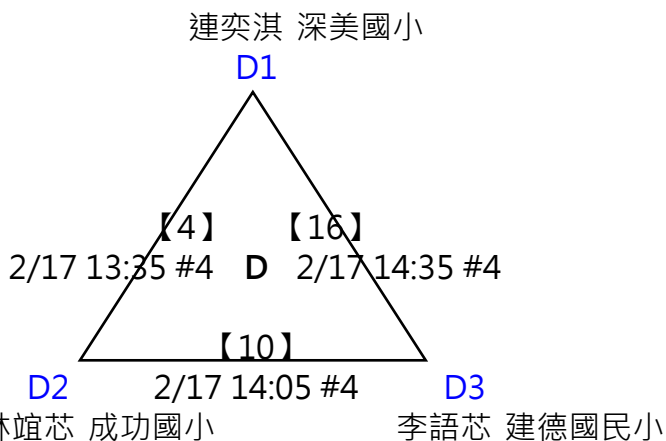 連奕淇 深美國小
D1
【4】 【16】
2/17 13:35 #4 D 2/17 14:35 #4
【10】
D2 2/17 14:05 #4 D3
林誼芯 成功國小 李語芯 建德國民小